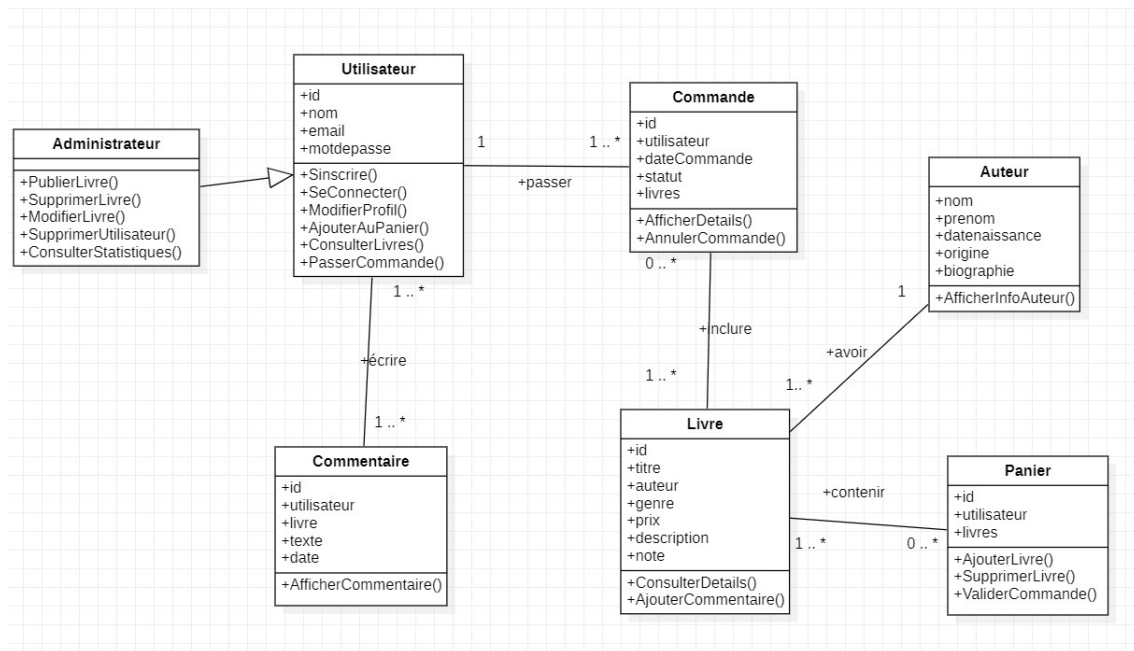 Utilisateur
+id
+nom
+email
+motdepasse
+Sinscrire()
+SeConnecter()
+ModifierProfil()
+AjouterAuPanier()
+ConsulterLivres()
+PasserCommande()
Administrateur
+PublierLivre()
+SupprimerLivre()
+ModifierLivre()
+SupprimerUtilisateur()
+ConsulterStatistiques()
1
1 .. *
+passer
Commande
+id
+utilisateur
+dateCommande
+statut
+livres
+AfficherDetails()
+AnnulerCommande()
Auteur
+nom
+prenom
+datenaissance
+origine
+biographie
+AfficherInfoAuteur()
1 .. *
+écrire
1 .. *
0 .. *
+inclure
1 .. *
1
+avoir
1.. *
Commentaire
+id
+utilisateur
+livre
+texte
+date
+AfficherCommentaire()
Livre
+id
+titre
+auteur
+genre
+prix
+description
+note
+ConsulterDetails()
+AjouterCommentaire()
+contenir
1 .. *
0 .. *
Panier
+id
+utilisateur
+livres
+AjouterLivre()
+SupprimerLivre()
+ValiderCommande()